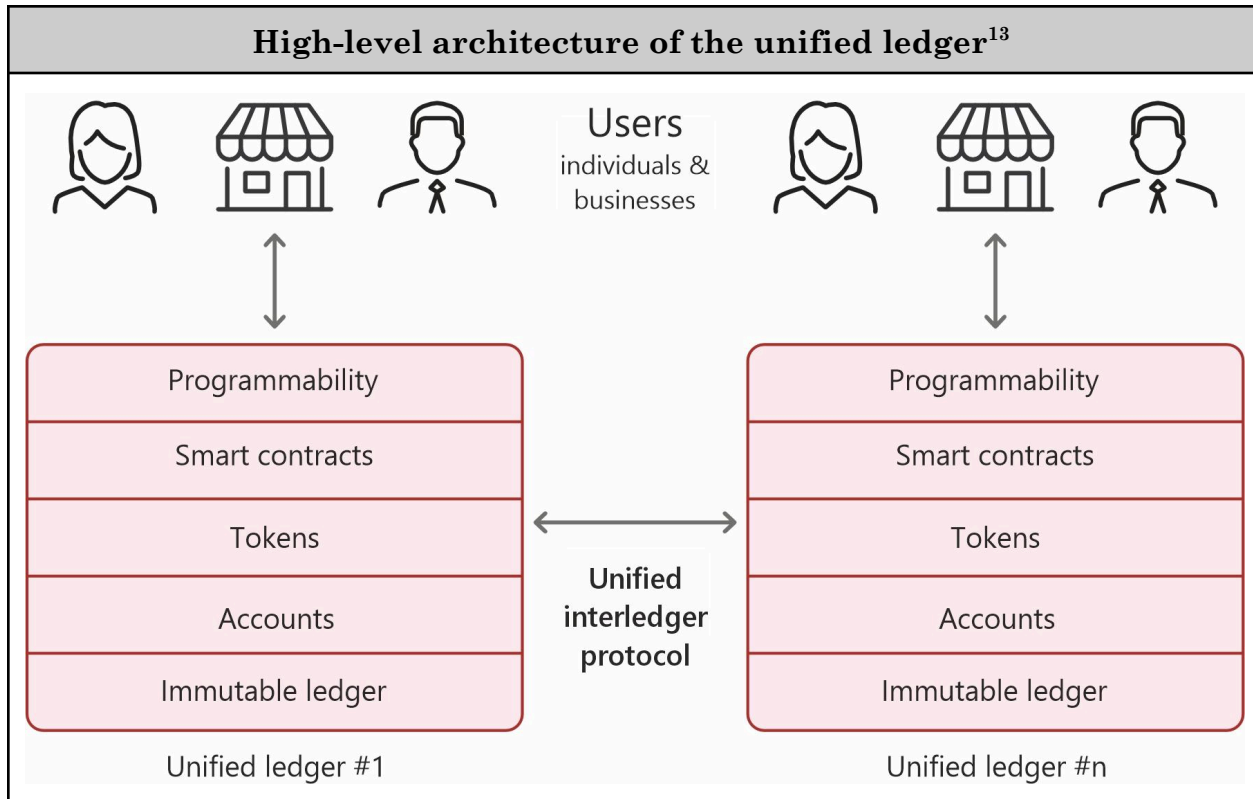 High-level architecture of the unified ledger¹³
Users
individuals &
businesses
Programmability
Smart contracts
Tokens
Accounts
Immutable ledger
Unified ledger #1
Unified
interledger
protocol
Programmability
Smart contracts
Tokens
Accounts
Immutable ledger
Unified ledger #n